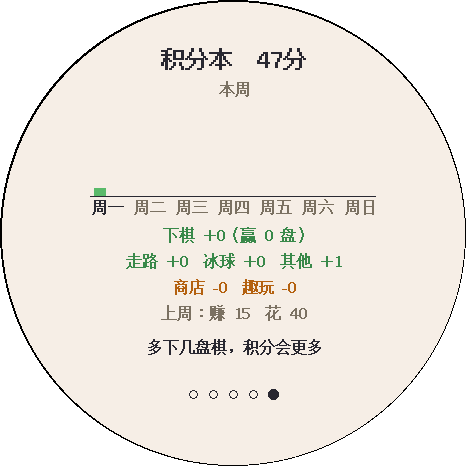 积分本 47分
本周
周一 周二 周三 周四 周五 周六 周日
下棋 +0(赢 0 盘)
走路 +0 冰球 +0 其他 +1
商店 -0 趣玩 -0
上周：赚 15 花 40
多下几盘棋，积分会更多